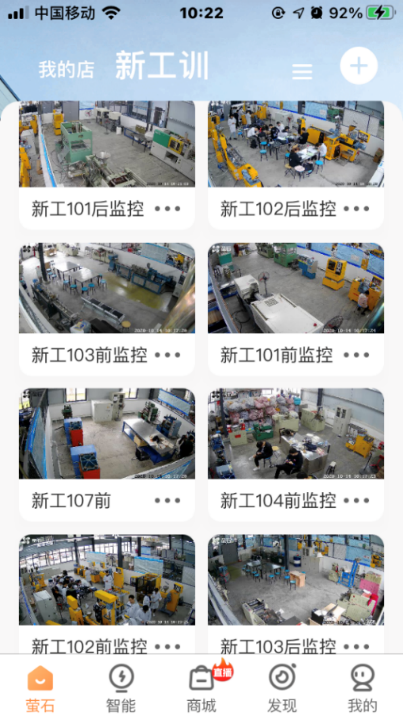 中国移动 10:22 92%
我的店 新工训
新工101后监控 新工102后监控
新工103前监控 新工101前监控
新工107前 新工104前监控
新工102前监控 新工103后监控
直播
萤石 智能 商城 发现 我的